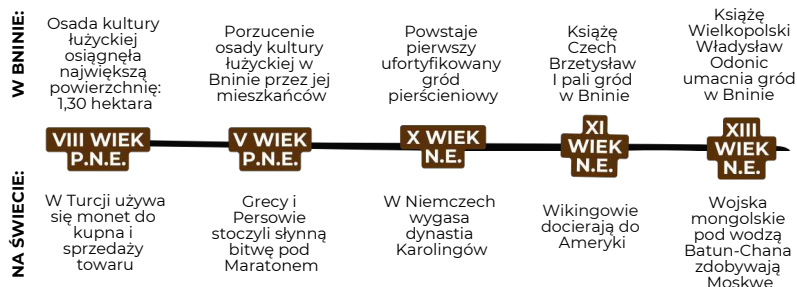 W BNINIE:
Osada kultury
łużyckiej
osiągnęła
największą
powierzchnię:
1,30 hektara
Porzucenie
osady kultury
łużyckiej w
Bninie przez jej
mieszkańców
Powstaje
pierwszy
ufortyfikowany
gród
pierścieniowy
Książę
Czech
Brzetysław
I pali gród
w Bninie
Książę
Wielkopolski
Władysław
Odonic
umacnia gród
w Bninie
VIII WIEK
P.N.E.
V WIEK
P.N.E.
X WIEK
N.E.
XI
WIEK
N.E.
XIII
WIEK
N.E.
NA ŚWIECIE:
W Turcji używa
się monet do
kupna i
sprzedaży
towaru
Grecy i
Persowie
stoczyli słynną
bitwę pod
Maratonem
W Niemczech
wygasa
dynastia
Karolingów
Wikingowie
docierają do
Ameryki
Wojska
mongolskie
pod wodzą
Batun-Chana
zdobywają
Moskwę